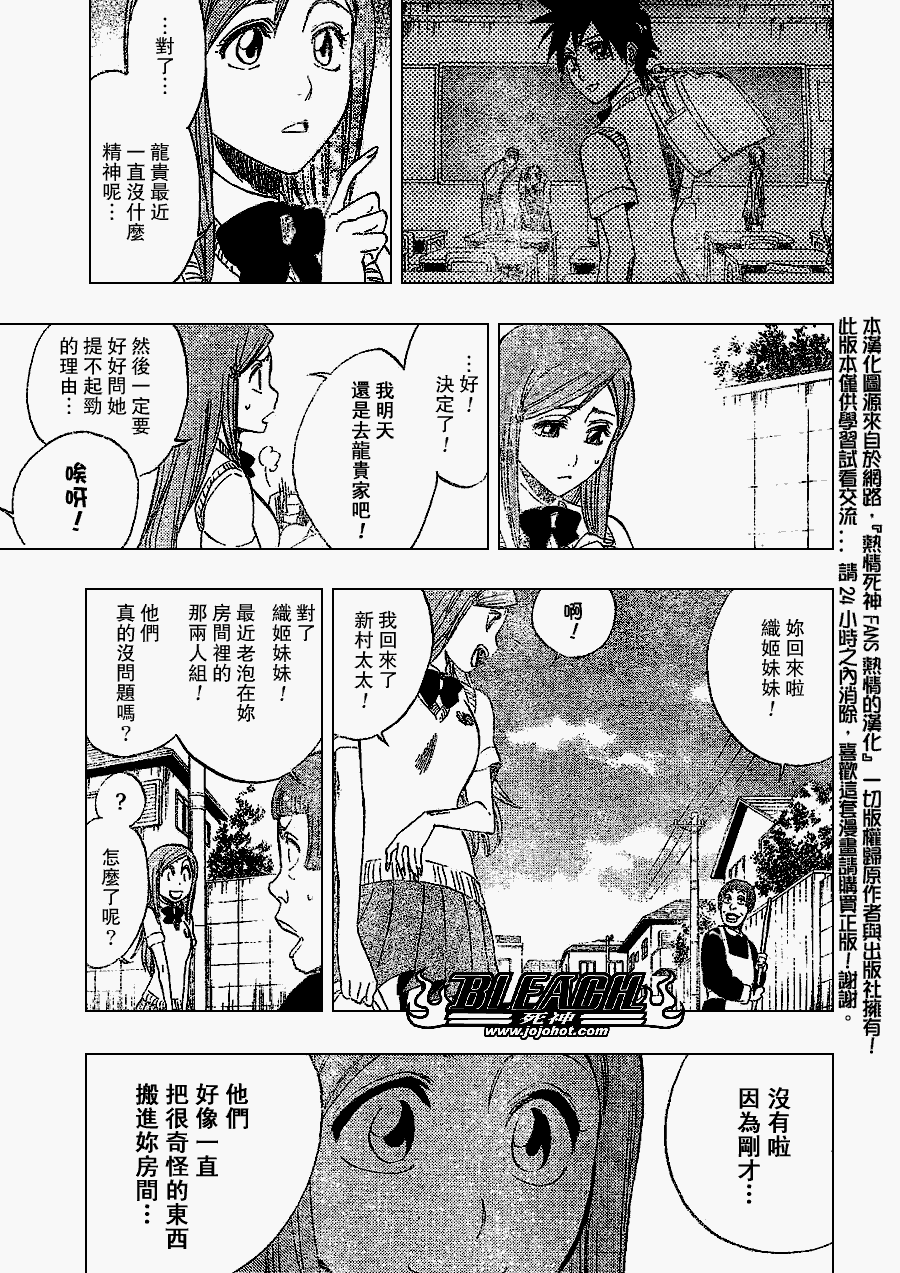 …對了…
龍貴最近
一直沒什麼
精神呢…
…好！
決定了！
我明天
還是去龍貴家吧！
然後一定要
好好問她
提不起勁
的理由…
唉呀！
妳回來啦
織姬妹妹！
啊！
我回來了
新村太太！
對了
織姬妹妹！
最近老泡在妳
房間裡的
那兩人組！
他們
真的沒問題嗎？
？
怎麼了呢？
沒有啦
因為剛才…
他們
好像一直
把很奇怪的東西
搬進妳房間…
BLEACH
死神
www.jojohot.com
本漢化圖源來自於網路，『熱情死神 FANS 熱情的漢化』一切版權歸原作者與出版社擁有！
此版本僅供學習試看交流… 請 24 小時之內消除，喜歡這套漫畫請購買正版！謝謝。